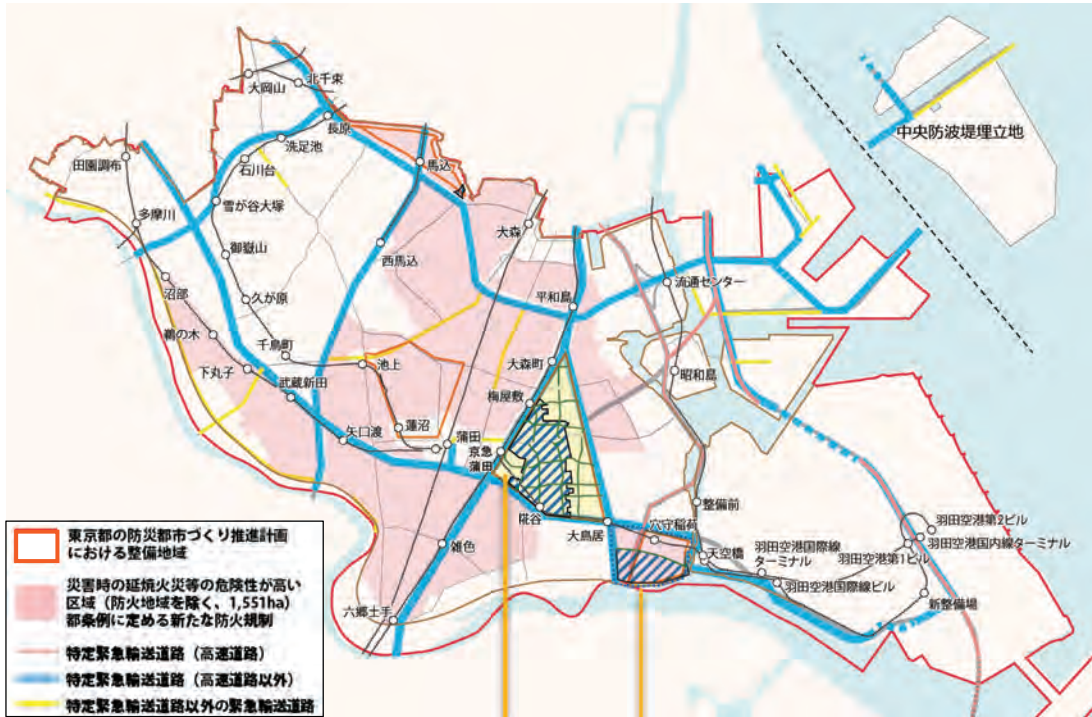 北千束
大岡山
長原
中央防波堤埋立地
洗足池
馬込
田園調布
石川台
雪が谷大塚
多摩川
大森
御嶽山
西馬込
沼部
流通センター
久が原
平和島
鵜の木
千鳥町
大森町
池上
下丸子
昭和島
武蔵新田
梅屋敷
蓮沼
矢口渡
蒲田
京急
蒲田
整備前
糀谷
大鳥居
穴守稲荷
羽田空港第2ビル
雑色
天空橋
羽田空港国際線
ターミナル
羽田空港第1ビル
羽田空港国内線ターミナル
羽田空港国際線ビル
新整備場
六郷土手
東京都の防災都市づくり推進計画
における整備地域
災害時の延焼火災等の危険性が高い
区域（防火地域を除く、1,551ha）
都条例に定める新たな防火規制
特定緊急輸送道路（高速道路）
特定緊急輸送道路（高速道路以外）
特定緊急輸送道路以外の緊急輸送道路